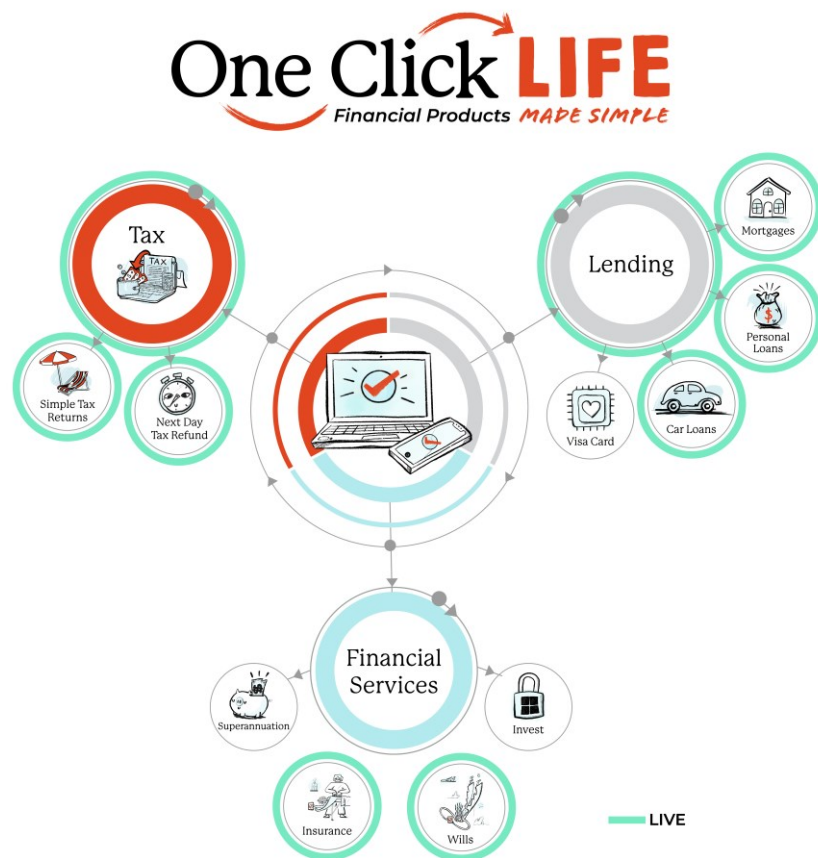 One Click LIFE
Financial Products MADE SIMPLE
Tax
TAX
Simple Tax
Returns
Next Day
Tax Refund
Lending
Mortgages
$
Personal
Loans
Car Loans
Visa Card
Financial
Services
Superannuation
Invest
Insurance
Wills
LIVE